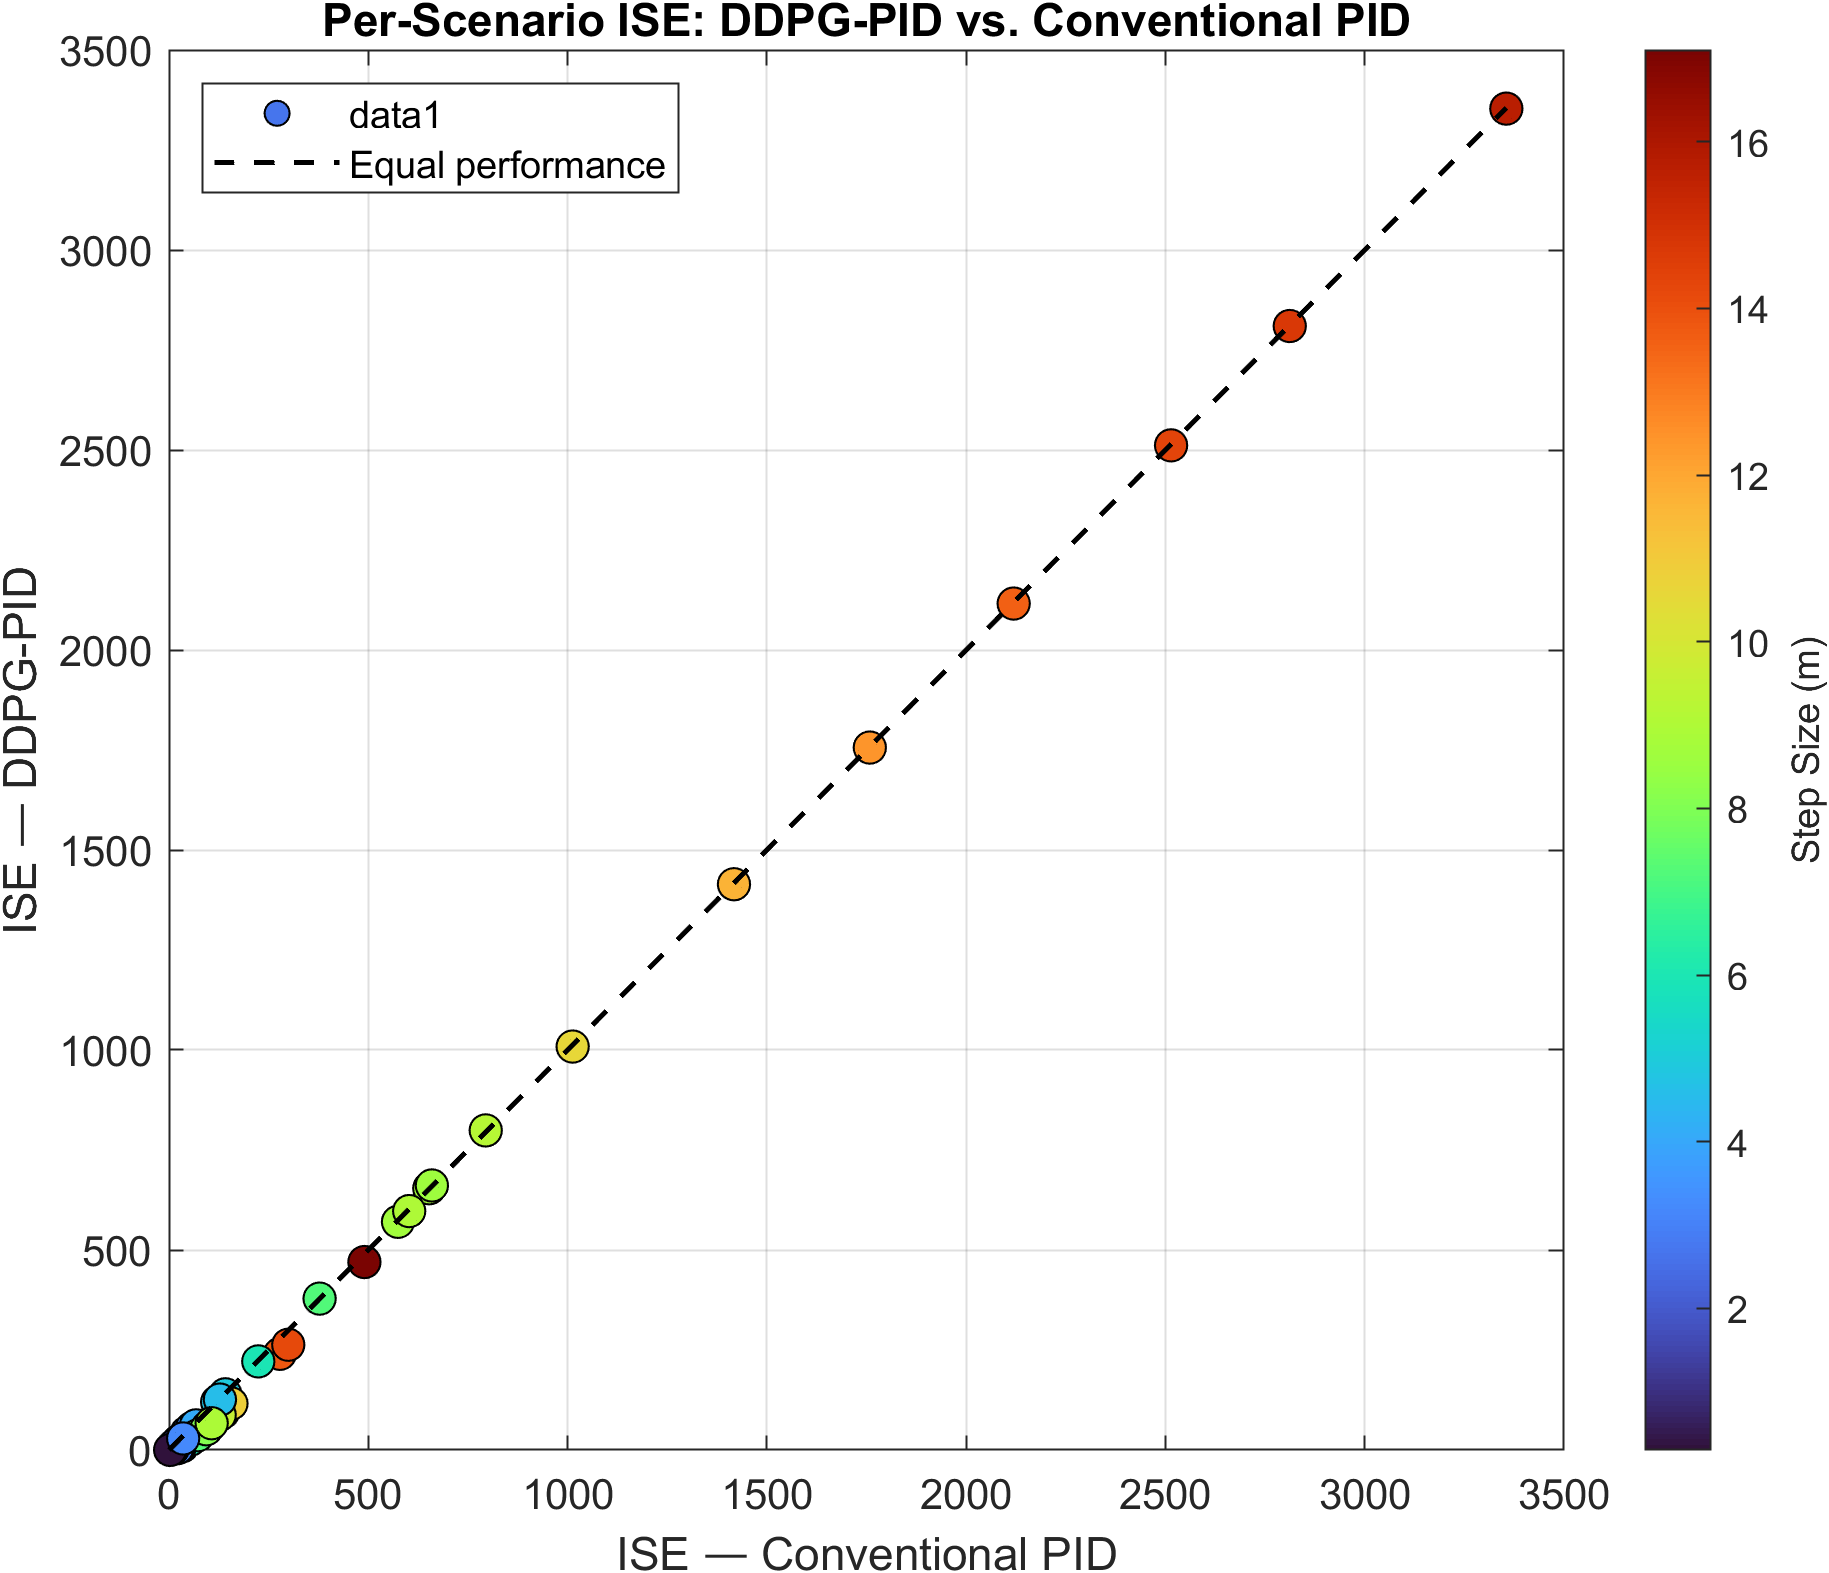 Per-Scenario ISE: DDPG-PID vs. Conventional PID
data1
Equal performance
3500
3000
2500
2000
1500
1000
500
0
ISE — DDPG-PID
0 500 1000 1500 2000 2500 3000 3500
ISE — Conventional PID
16
14
12
10
8
6
4
2
Step Size (m)